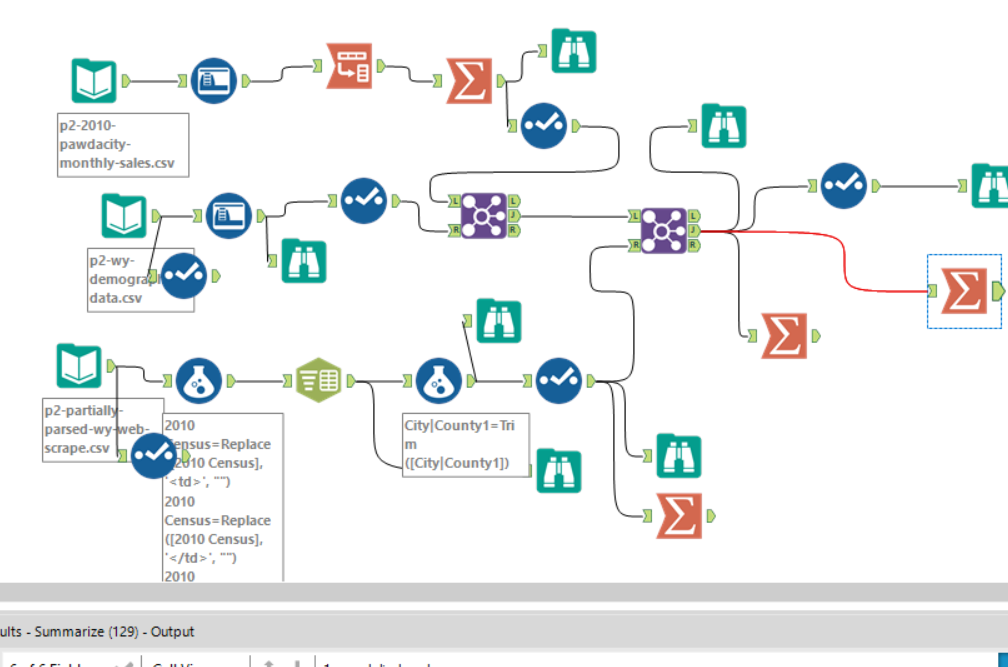 p2-2010-
pawdacity-
monthly-sales.csv
L
L
J
R
R
L
L
J
R
R
p2-wy-
demograp
data.csv
p2-partially-
parsed-wy-web-
scrape.csv
2010
ensus=Replace
2010 Census],
'<td>', "")
2010
Census=Replace
([2010 Census],
'</td>', "")
2010
City|County1=Tri
m
([City|County1])
ults - Summarize (129) - Output